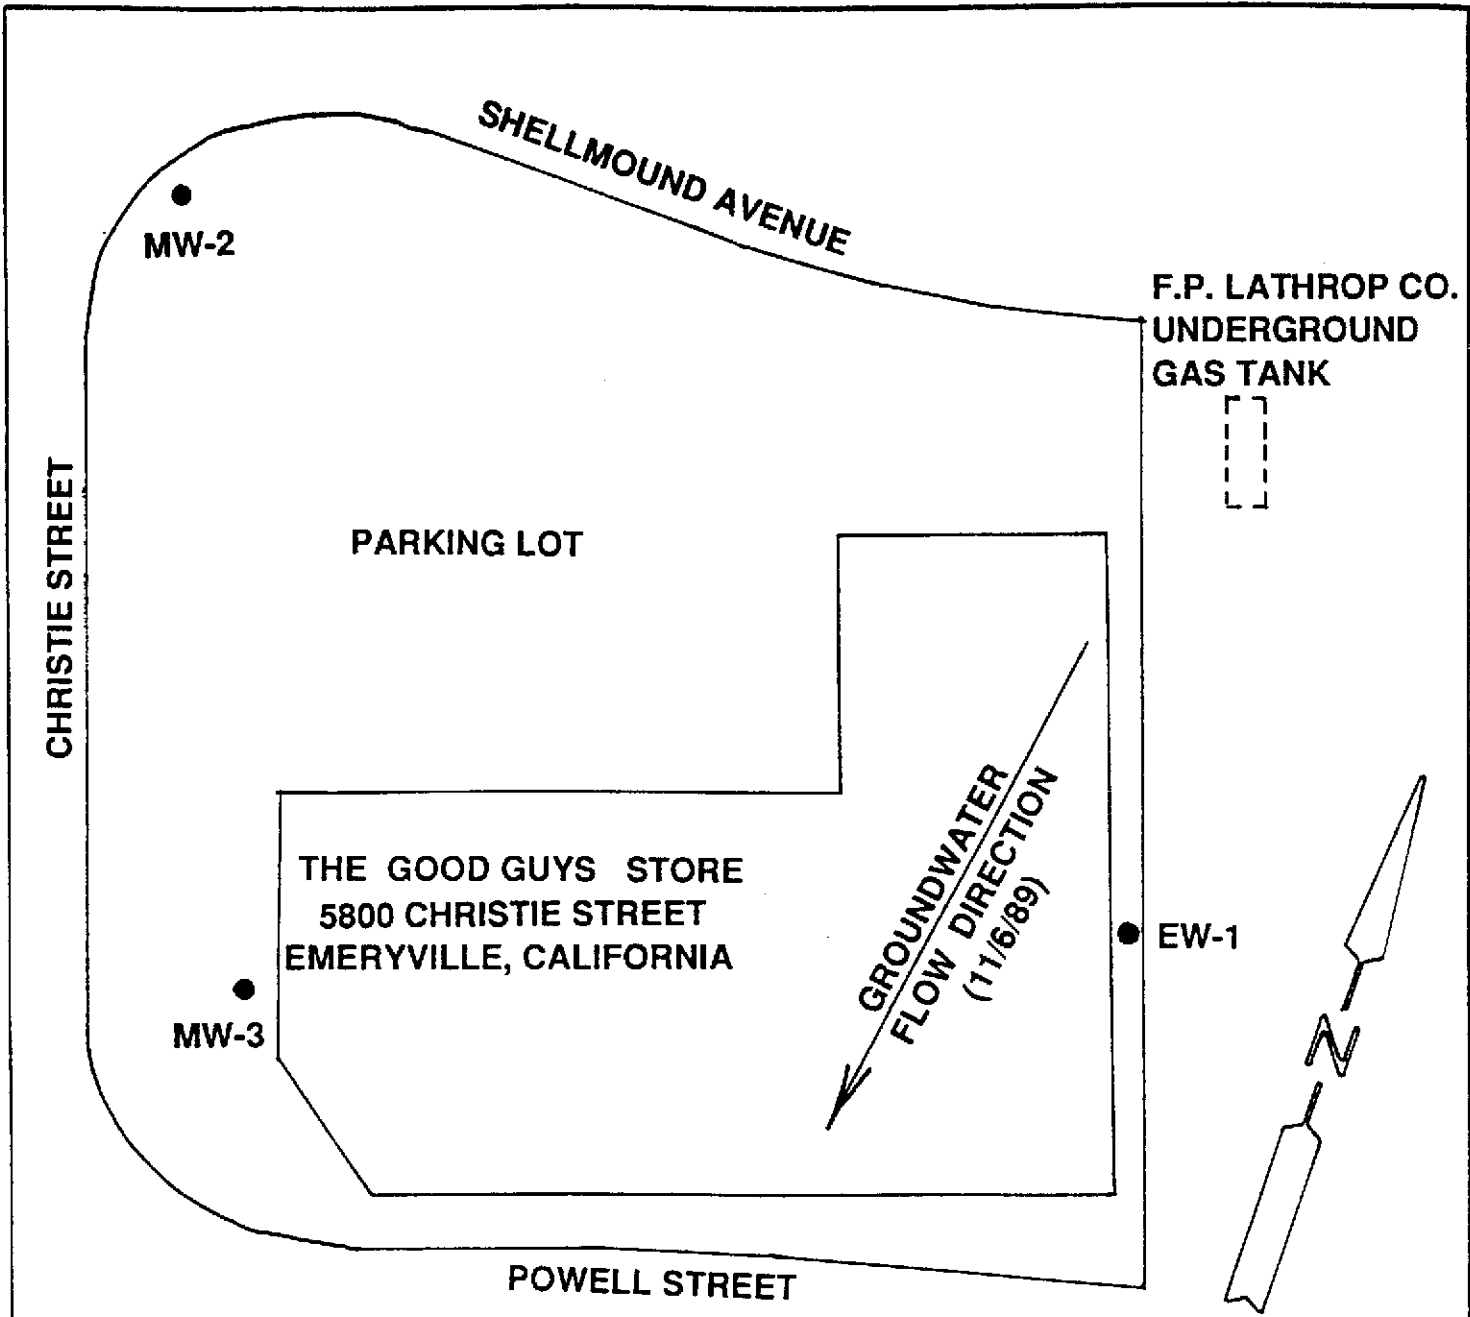 SHELLMOUND AVENUE
MW-2
F.P. LATHROP CO.
UNDERGROUND
GAS TANK
CHRISTIE STREET
PARKING LOT
THE GOOD GUYS STORE
5800 CHRISTIE STREET
EMERYVILLE, CALIFORNIA
GROUNDWATER
FLOW DIRECTION
(11/6/89)
EW-1
MW-3
N
POWELL STREET